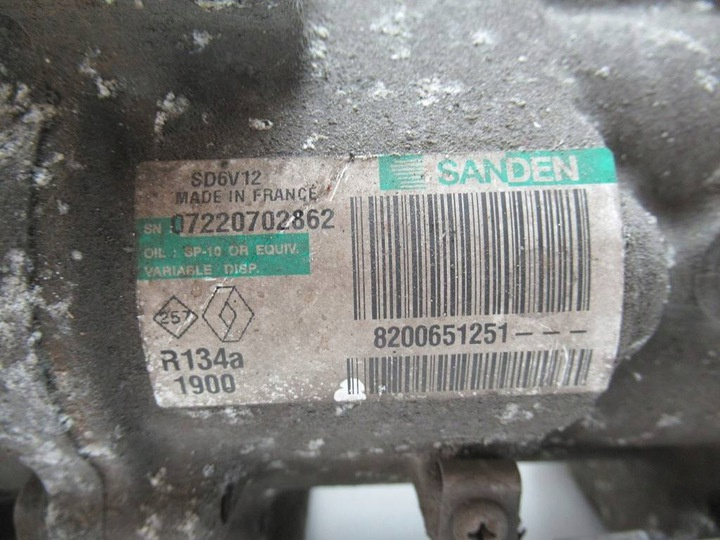 SANDEN
SD6V12
MADE IN FRANCE
SN 07220702862
OIL : SP-10 OR EQUIV.
VARIABLE DISP.
257
8200651251---
R134a
1900